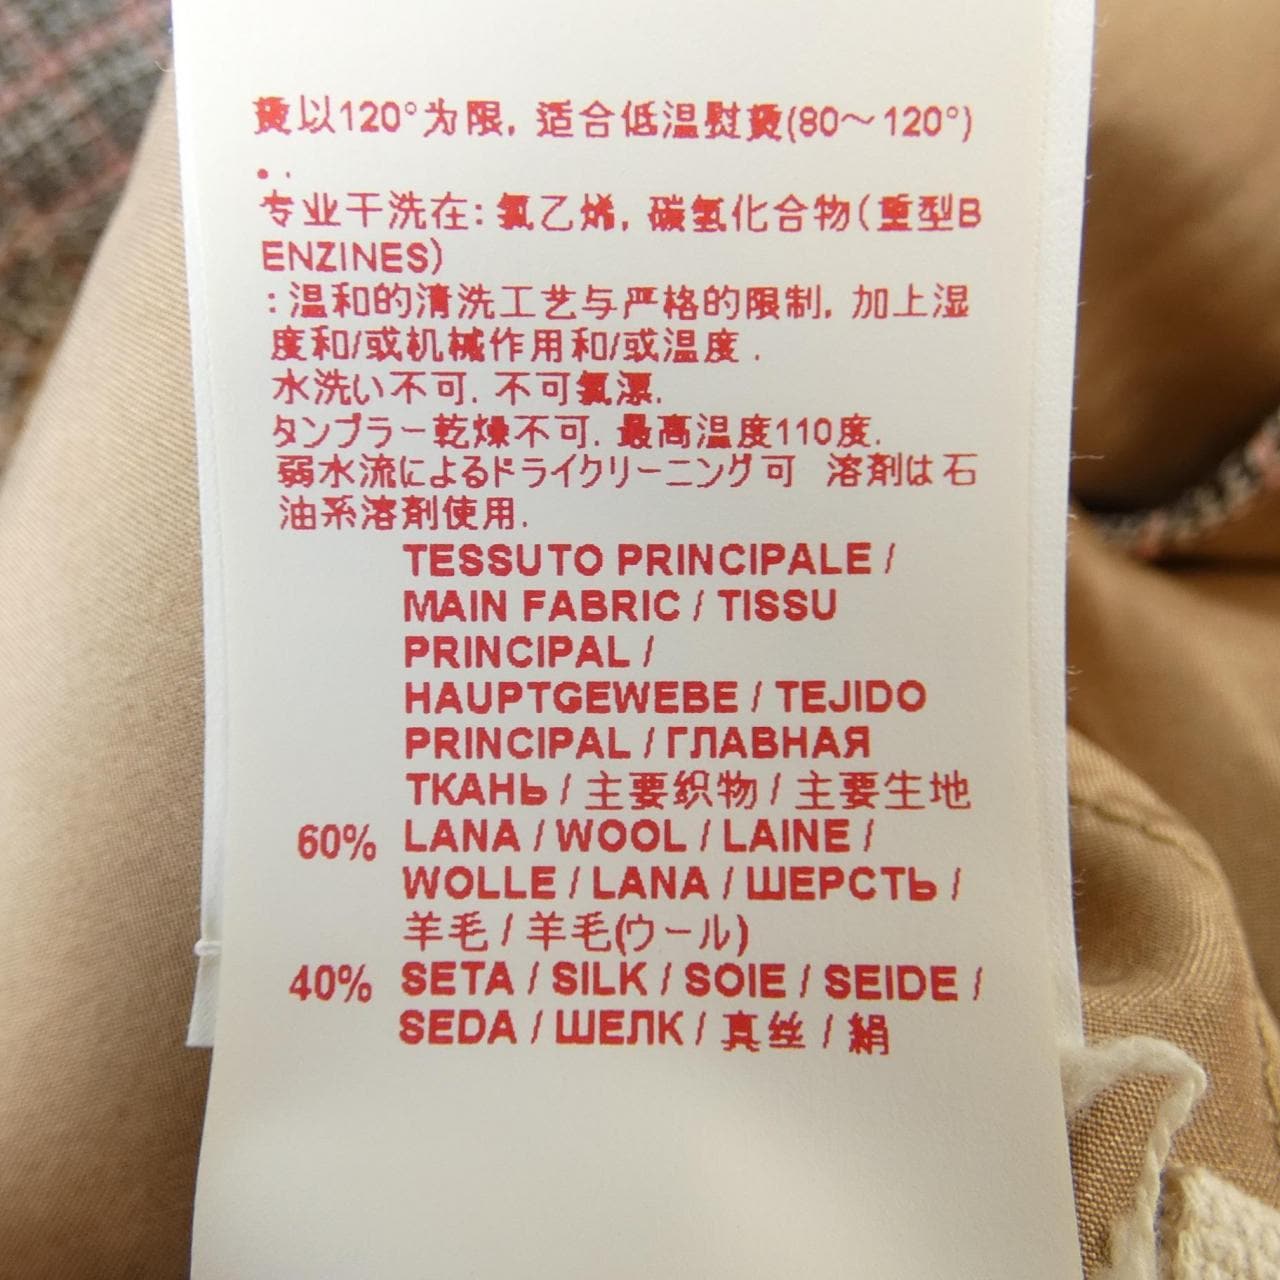 烫以120°为限, 适合低温熨烫(80～120°)
. .
专业干洗在: 氯乙烯, 碳氢化合物(重型B
ENZINES)
:温和的清洗工艺与严格的限制, 加上湿
度和/或机械作用和/或温度 .
水洗い不可. 不可氯漂.
タンブラー乾燥不可. 最高温度110度.
弱水流によるドライクリーニング可 溶剤は石
油系溶剤使用.
TESSUTO PRINCIPALE /
MAIN FABRIC / TISSU
PRINCIPAL /
HAUPTGEWEBE / TEJIDO
PRINCIPAL / ГЛАВНАЯ
ТКАНЬ / 主要织物 / 主要生地
60% LANA / WOOL / LAINE /
WOLLE / LANA / ШЕРСТЬ /
羊毛 / 羊毛(ウール)
40% SETA / SILK / SOIE / SEIDE /
SEDA / ШЕЛК / 真丝 / 絹